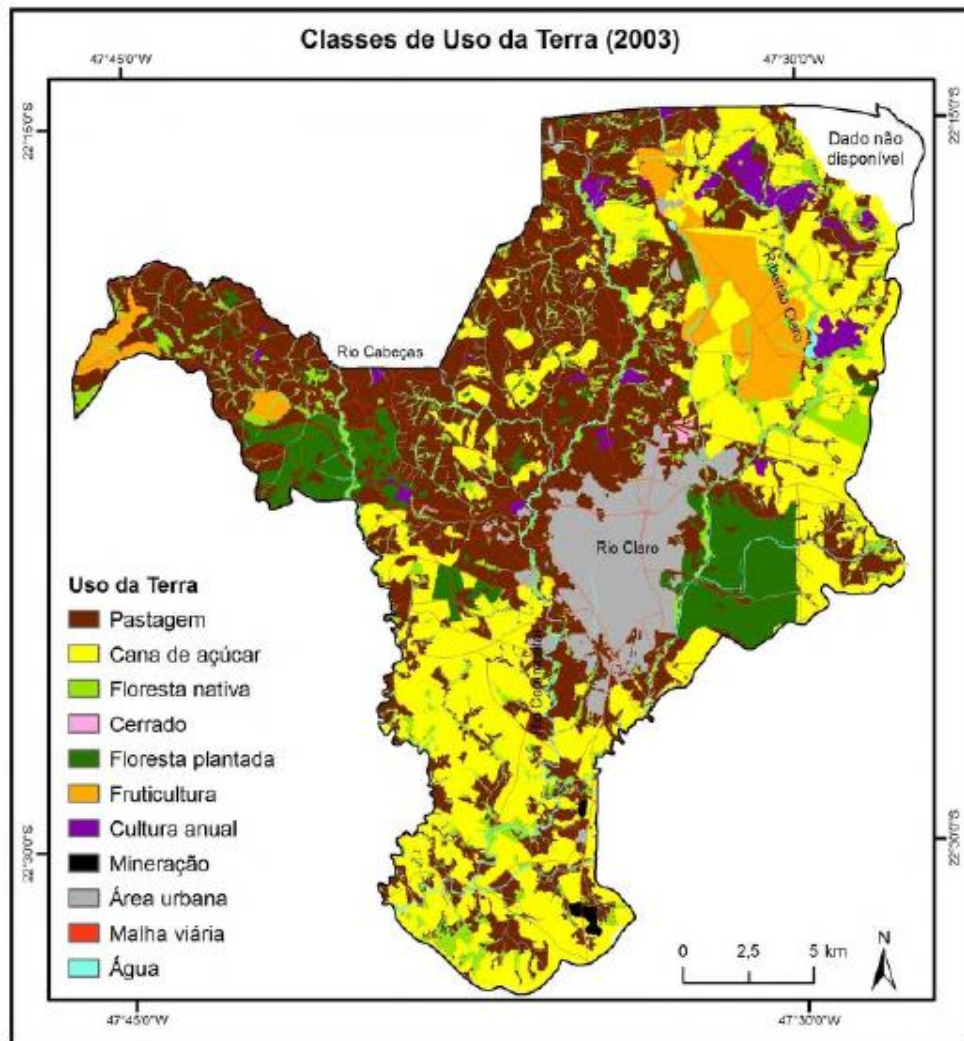 Classes de Uso da Terra (2003)
47°45'0"W
47°30'0"W
22°15'0"S
22°15'0"S
Dado não
disponível
Ribeirão Claro
Rio Cabeças
Rio Claro
Uso da Terra
Pastagem
Cana de açúcar
Floresta nativa
Cerrado
Floresta plantada
Fruticultura
Cultura anual
Mineração
Área urbana
Malha viária
Água
22°30'0"S
22°30'0"S
0 2,5 5 km
N
47°45'0"W
47°30'0"W